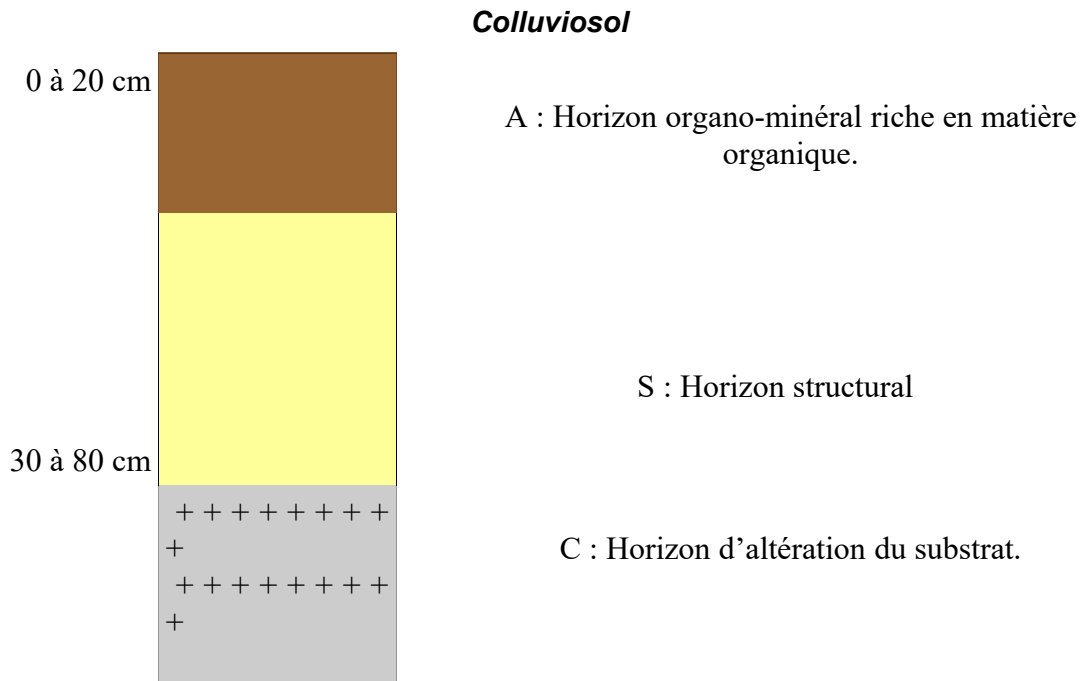 Colluviosol
0 à 20 cm
A : Horizon organo-minéral riche en matière
organique.
S : Horizon structural
30 à 80 cm
+ + + + + + + +
+
C : Horizon d’altération du substrat.
+ + + + + + + +
+